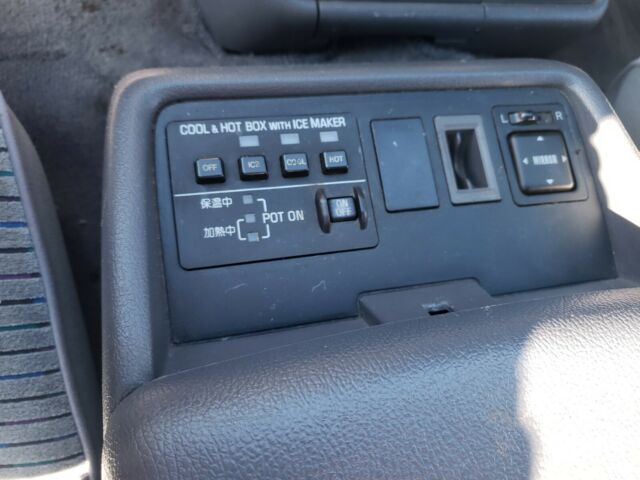 COOL & HOT BOX WITH ICE MAKER
OFF ICE COOL HOT
保温中
POT ON
加熱中
ON
OFF
L R
MIRROR